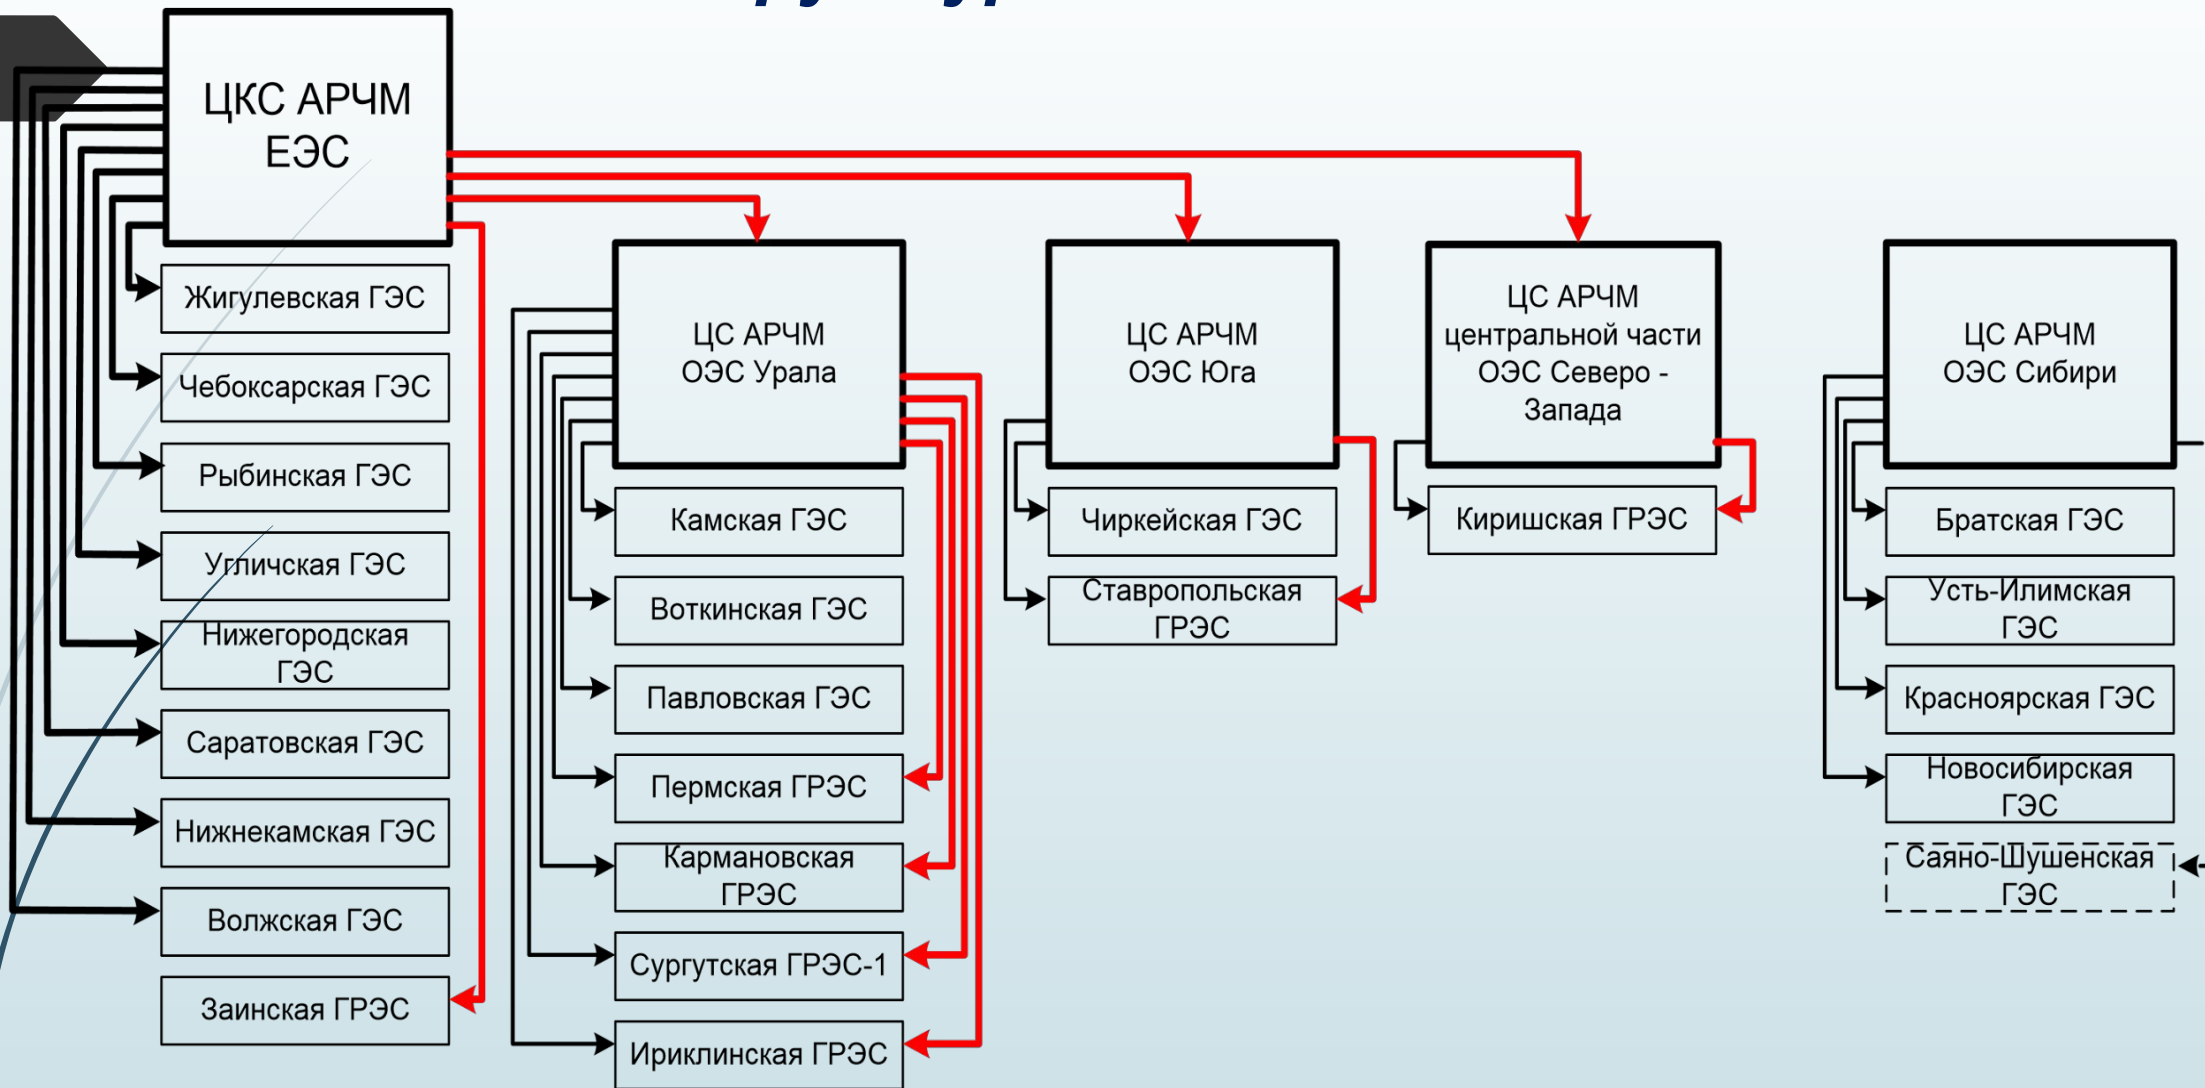 ЦКС АРЧМ
ЕЭС
Жигулевская ГЭС
Чебоксарская ГЭС
Рыбинская ГЭС
Угличская ГЭС
Нижегородская
ГЭС
Саратовская ГЭС
Нижнекамская ГЭС
Волжская ГЭС
Заинская ГРЭС
ЦС АРЧМ
ОЭС Урала
Камская ГЭС
Воткинская ГЭС
Павловская ГЭС
Пермская ГРЭС
Кармановская
ГРЭС
Сургутская ГРЭС-1
Ириклинская ГРЭС
ЦС АРЧМ
ОЭС Юга
Чиркейская ГЭС
Ставропольская
ГРЭС
ЦС АРЧМ
центральной части
ОЭС Северо -
Запада
Киришская ГРЭС
ЦС АРЧМ
ОЭС Сибири
Братская ГЭС
Усть-Илимская
ГЭС
Красноярская ГЭС
Новосибирская
ГЭС
Саяно-Шушенская
ГЭС